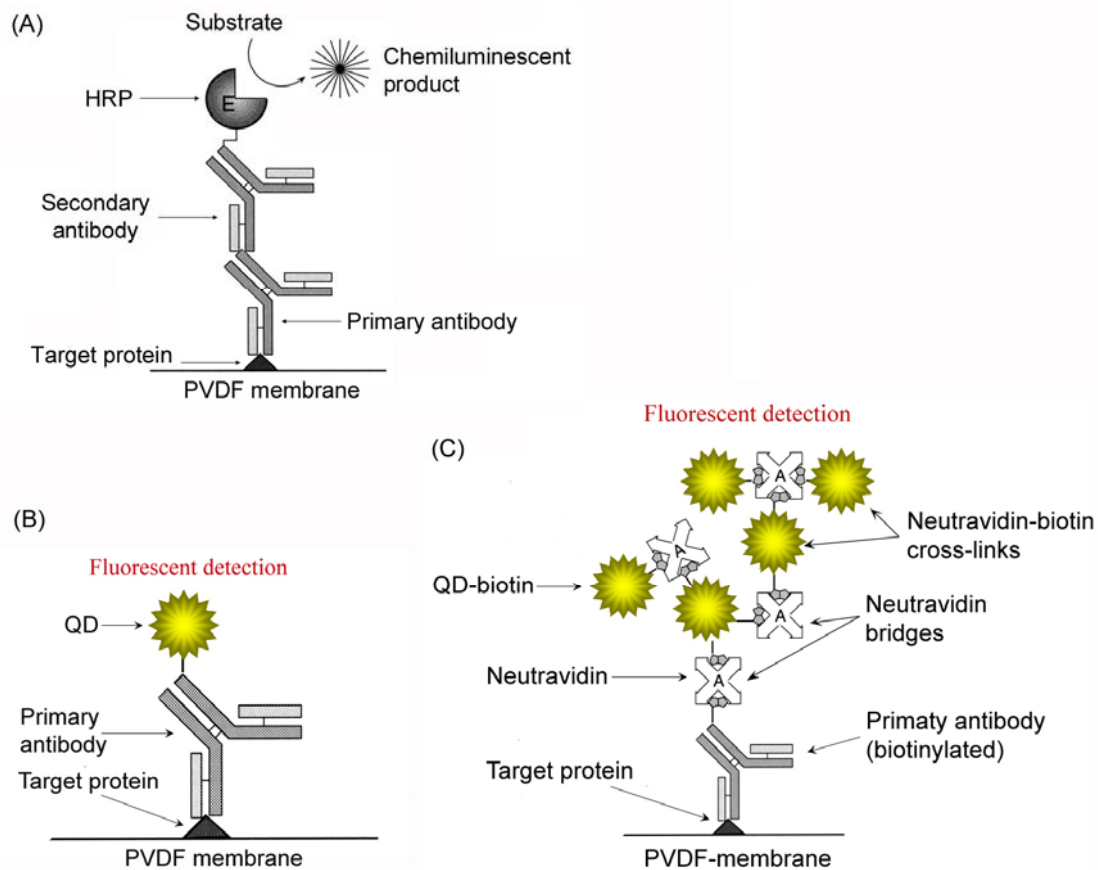 (A)
Substrate
Chemiluminescent
product
HRP
E
Secondary
antibody
Primary antibody
Target protein
PVDF membrane
(B)
Fluorescent detection
QD
Primary
antibody
Target protein
PVDF membrane
(C)
Fluorescent detection
A
Neutravidin-biotin
cross-links
A
QD-biotin
A
Neutravidin
bridges
Neutravidin
A
Primaty antibody
(biotinylated)
Target protein
PVDF-membrane